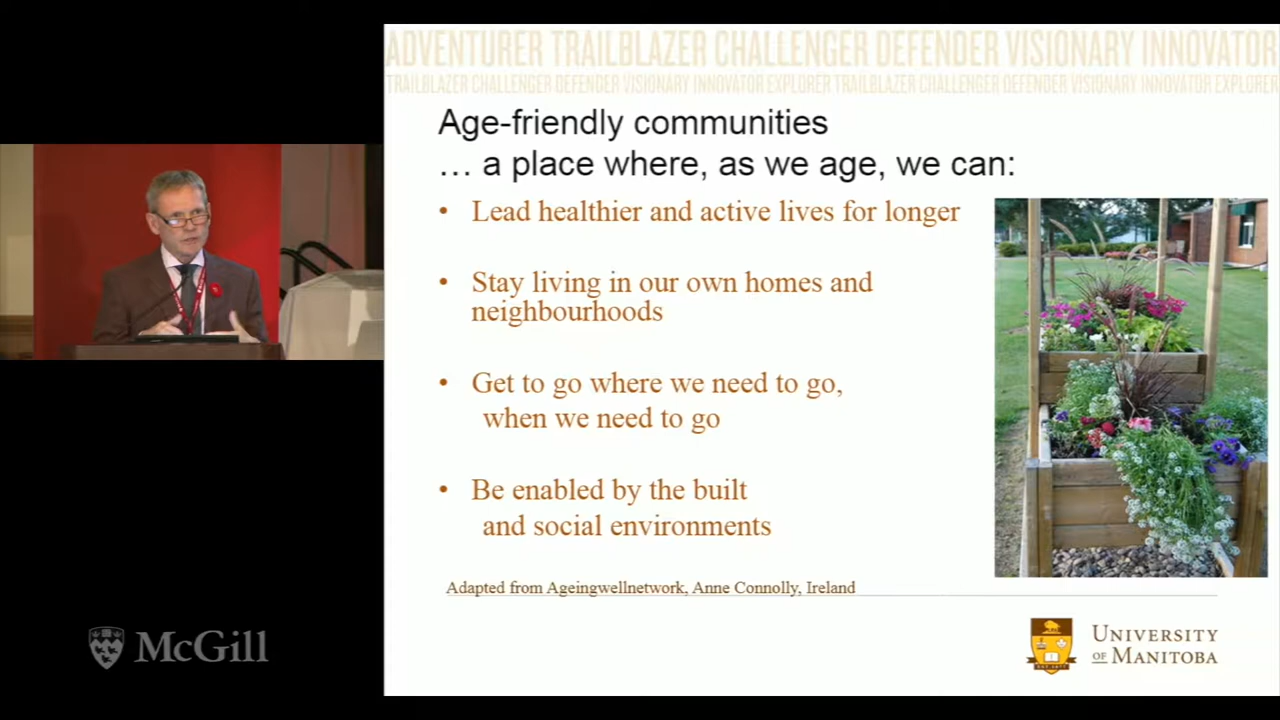 ADVENTURER TRAILBLAZER CHALLENGER DEFENDER VISIONARY INNOVATOR
TRAILBLAZER CHALLENGER DEFENDER VISIONARY INNOVATOR EXPLORER TRAILBLAZER CHALLENGER DEFENDER VISIONARY INNOVATOR EXPLORER
Age-friendly communities
… a place where, as we age, we can:
• Lead healthier and active lives for longer
• Stay living in our own homes and
neighbourhoods
• Get to go where we need to go,
when we need to go
• Be enabled by the built
and social environments
Adapted from Ageingwellnetwork, Anne Connolly, Ireland
McGill
UNIVERSITY
OF MANITOBA